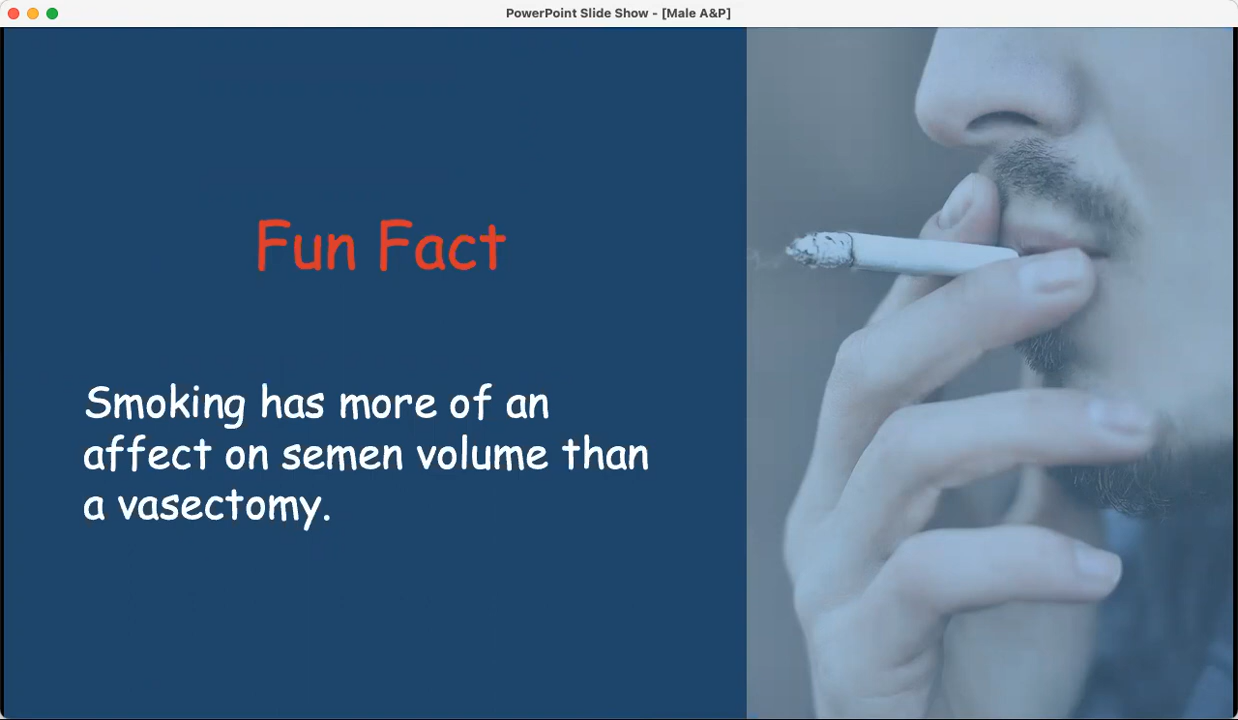 PowerPoint Slide Show - [Male A&P]
Fun Fact
Smoking has more of an
affect on semen volume than
a vasectomy.